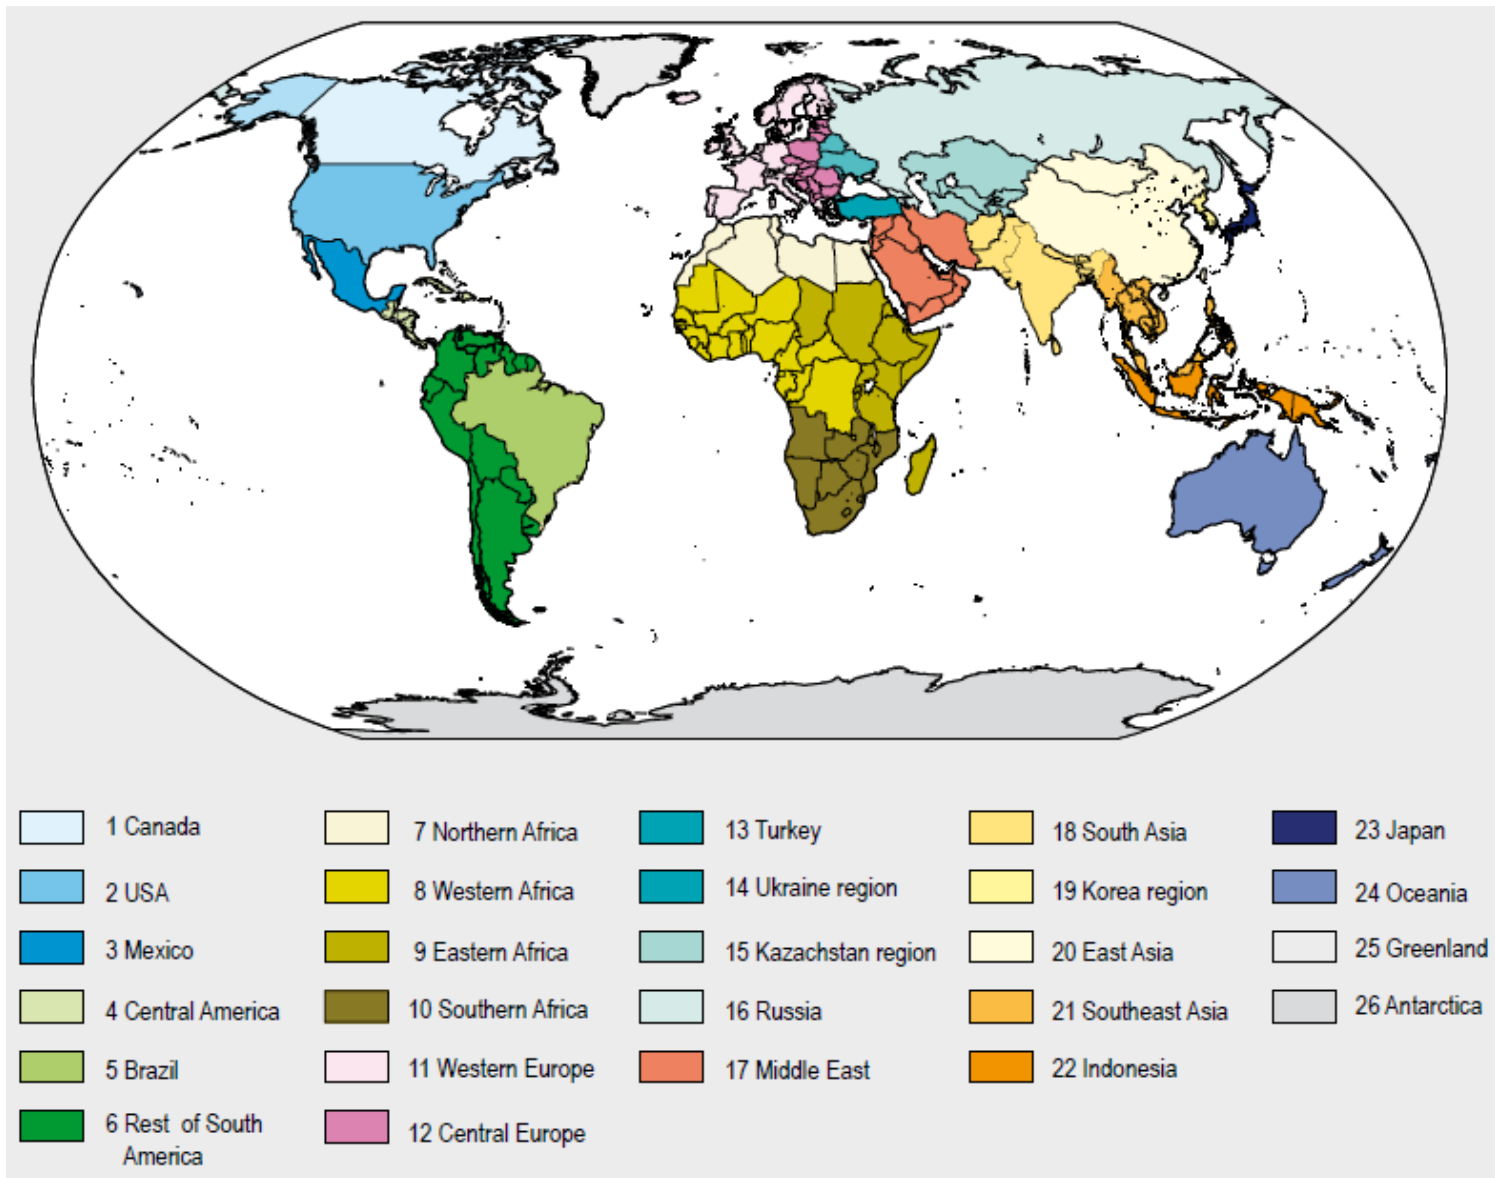 1 Canada
2 USA
3 Mexico
4 Central America
5 Brazil
6 Rest of South
America
7 Northern Africa
8 Western Africa
9 Eastern Africa
10 Southern Africa
11 Western Europe
12 Central Europe
13 Turkey
14 Ukraine region
15 Kazachstan region
16 Russia
17 Middle East
18 South Asia
19 Korea region
20 East Asia
21 Southeast Asia
22 Indonesia
23 Japan
24 Oceania
25 Greenland
26 Antarctica